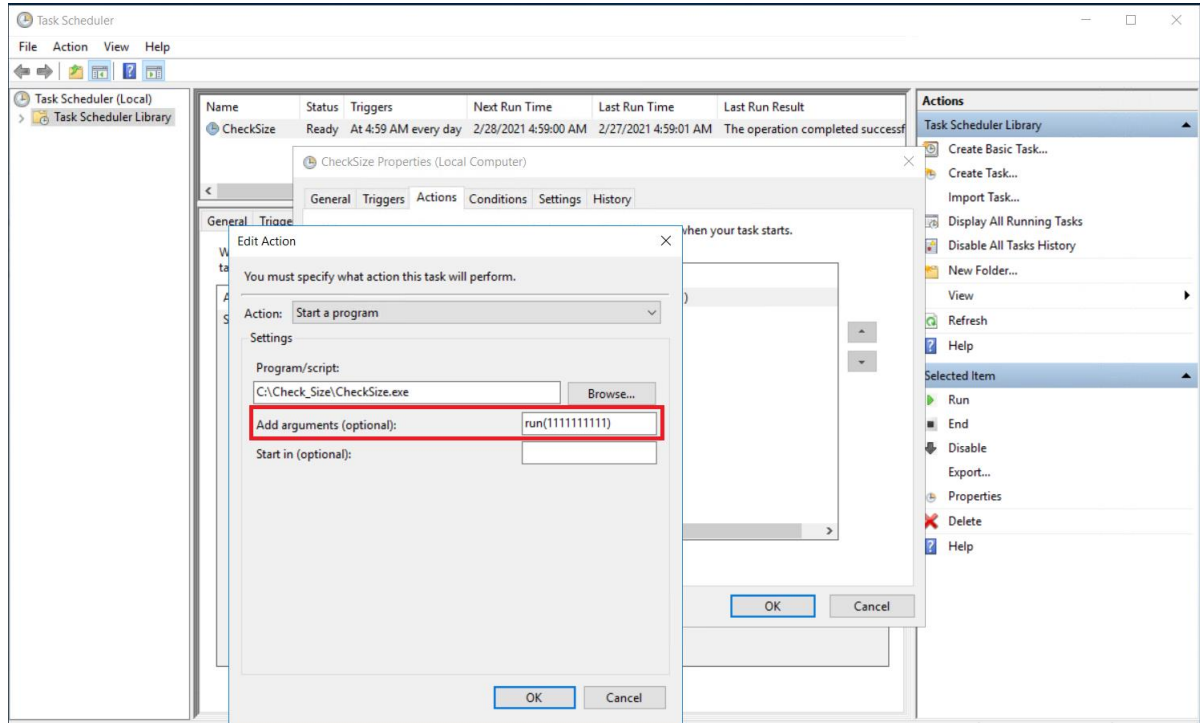 Task Scheduler
File Action View Help
Task Scheduler (Local)
Task Scheduler Library
Name Status Triggers Next Run Time Last Run Time Last Run Result
CheckSize Ready At 4:59 AM every day 2/28/2021 4:59:00 AM 2/27/2021 4:59:01 AM The operation completed successf
CheckSize Properties (Local Computer)
General Triggers Actions Conditions Settings History
when your task starts.
General Trigge
Edit Action
You must specify what action this task will perform.
Action: Start a program
Settings
Program/script:
C:\Check_Size\CheckSize.exe Browse...
Add arguments (optional): run(1111111111)
Start in (optional):
OK Cancel
OK Cancel
Actions
Task Scheduler Library
Create Basic Task...
Create Task...
Import Task...
Display All Running Tasks
Disable All Tasks History
New Folder...
View
Refresh
Help
Selected Item
Run
End
Disable
Export...
Properties
Delete
Help